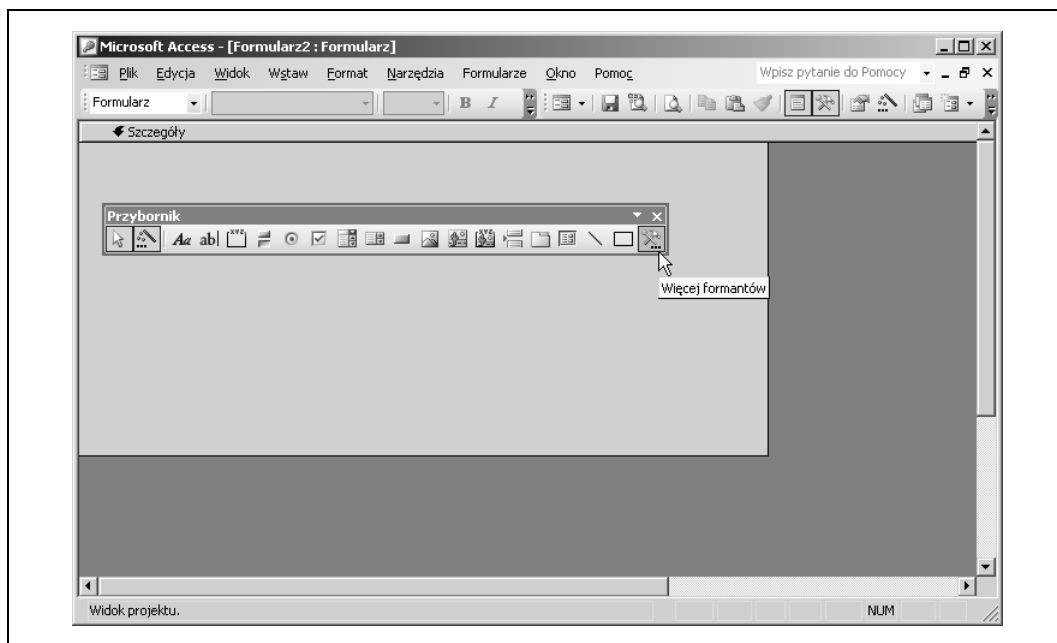 Microsoft Access - [Formularz2 : Formularz]
Plik Edycja Widok Wstaw Format Narzędzia Formularze Okno Pomoc Wpisz pytanie do Pomocy
Formularz B I
Szczegóły
Przybornik
Aa ab| XYZ
Więcej formantów
Widok projektu. NUM